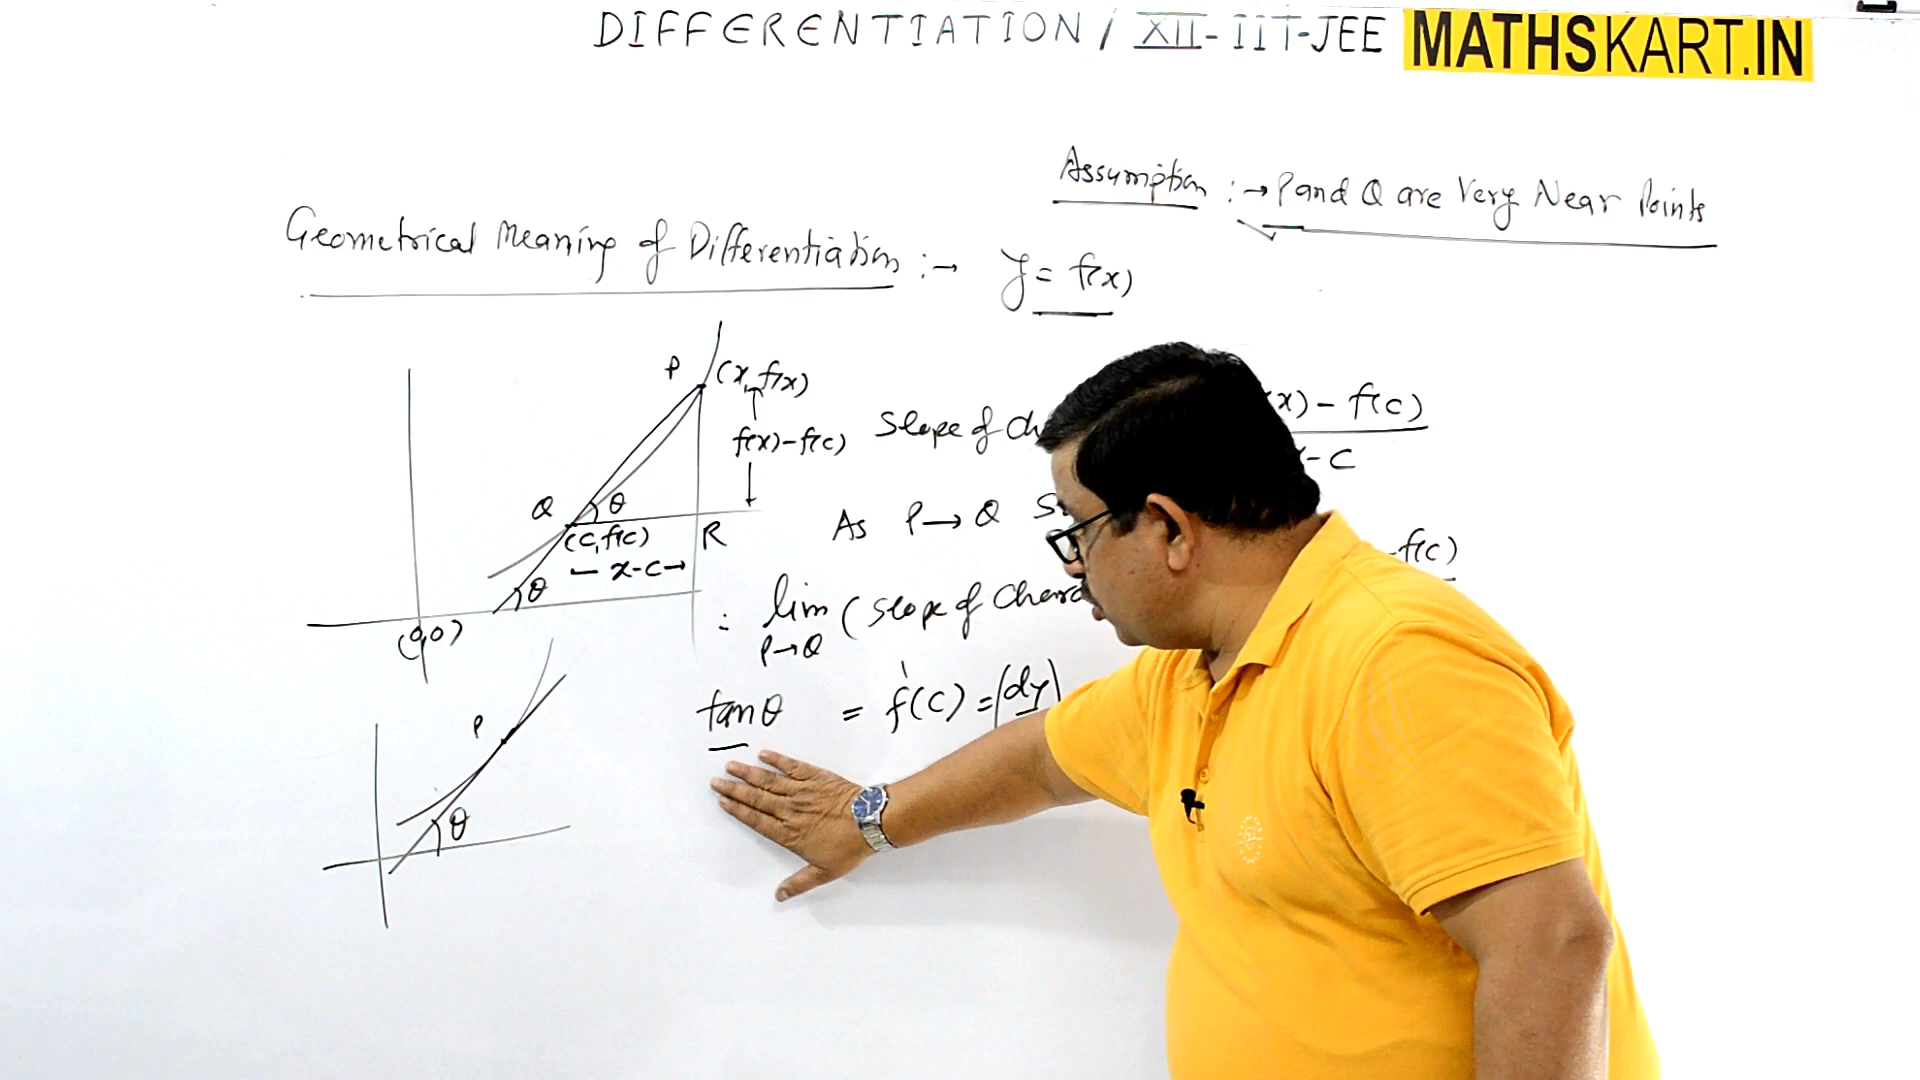 DIFFERENTIATION / XII-IIT-JEE MATHSKART.IN
Assumption :→ P and Q are Very Near Points
Geometrical Meaning of Differentiation :→ y = f(x)
P (x, f(x)
f(x)-f(c)
Q θ
(c, f(c)
R
x-c→
θ
(0,0)
Slope of (x) - f(c)
-c
As P→Q
-f(c)
: lim (slope of Chord
P→Q
tanθ = f'(c) = (dy)
P
θ